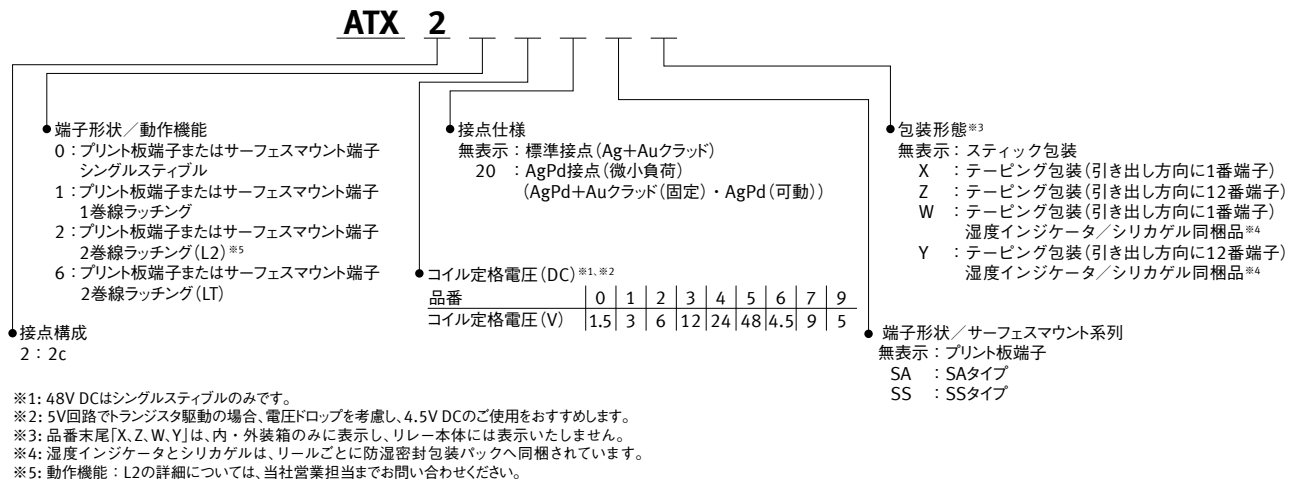 ATX 2
端子形状／動作機能
0：プリント板端子またはサーフェスマウント端子
シングルスティブル
1：プリント板端子またはサーフェスマウント端子
1巻線ラッチング
2：プリント板端子またはサーフェスマウント端子
2巻線ラッチング（L2）※5
6：プリント板端子またはサーフェスマウント端子
2巻線ラッチング（LT）
接点構成
2：2c
接点仕様
無表示：標準接点（Ag＋Auクラッド）
20：AgPd接点（微小負荷）
（AgPd＋Auクラッド（固定）・AgPd（可動））
コイル定格電圧（DC）※1、※2
品番 0 1 2 3 4 5 6 7 9
コイル定格電圧（V） 1.5 3 6 12 24 48 4.5 9 5
包装形態※3
無表示：スティック包装
X：テーピング包装（引き出し方向に1番端子）
Z：テーピング包装（引き出し方向に12番端子）
W：テーピング包装（引き出し方向に1番端子）
湿度インジケータ／シリカゲル同梱品※4
Y：テーピング包装（引き出し方向に12番端子）
湿度インジケータ／シリカゲル同梱品※4
端子形状／サーフェスマウント系列
無表示：プリント板端子
SA：SAタイプ
SS：SSタイプ
※1: 48V DCはシングルスティブルのみです。
※2: 5V回路でトランジスタ駆動の場合、電圧ドロップを考慮し、4.5V DCのご使用をおすすめします。
※3: 品番末尾「X、Z、W、Y」は、内・外装箱のみに表示し、リレー本体には表示いたしません。
※4: 湿度インジケータとシリカゲルは、リールごとに防湿密封包装パックへ同梱されています。
※5: 動作機能：L2の詳細については、当社営業担当までお問い合わせください。